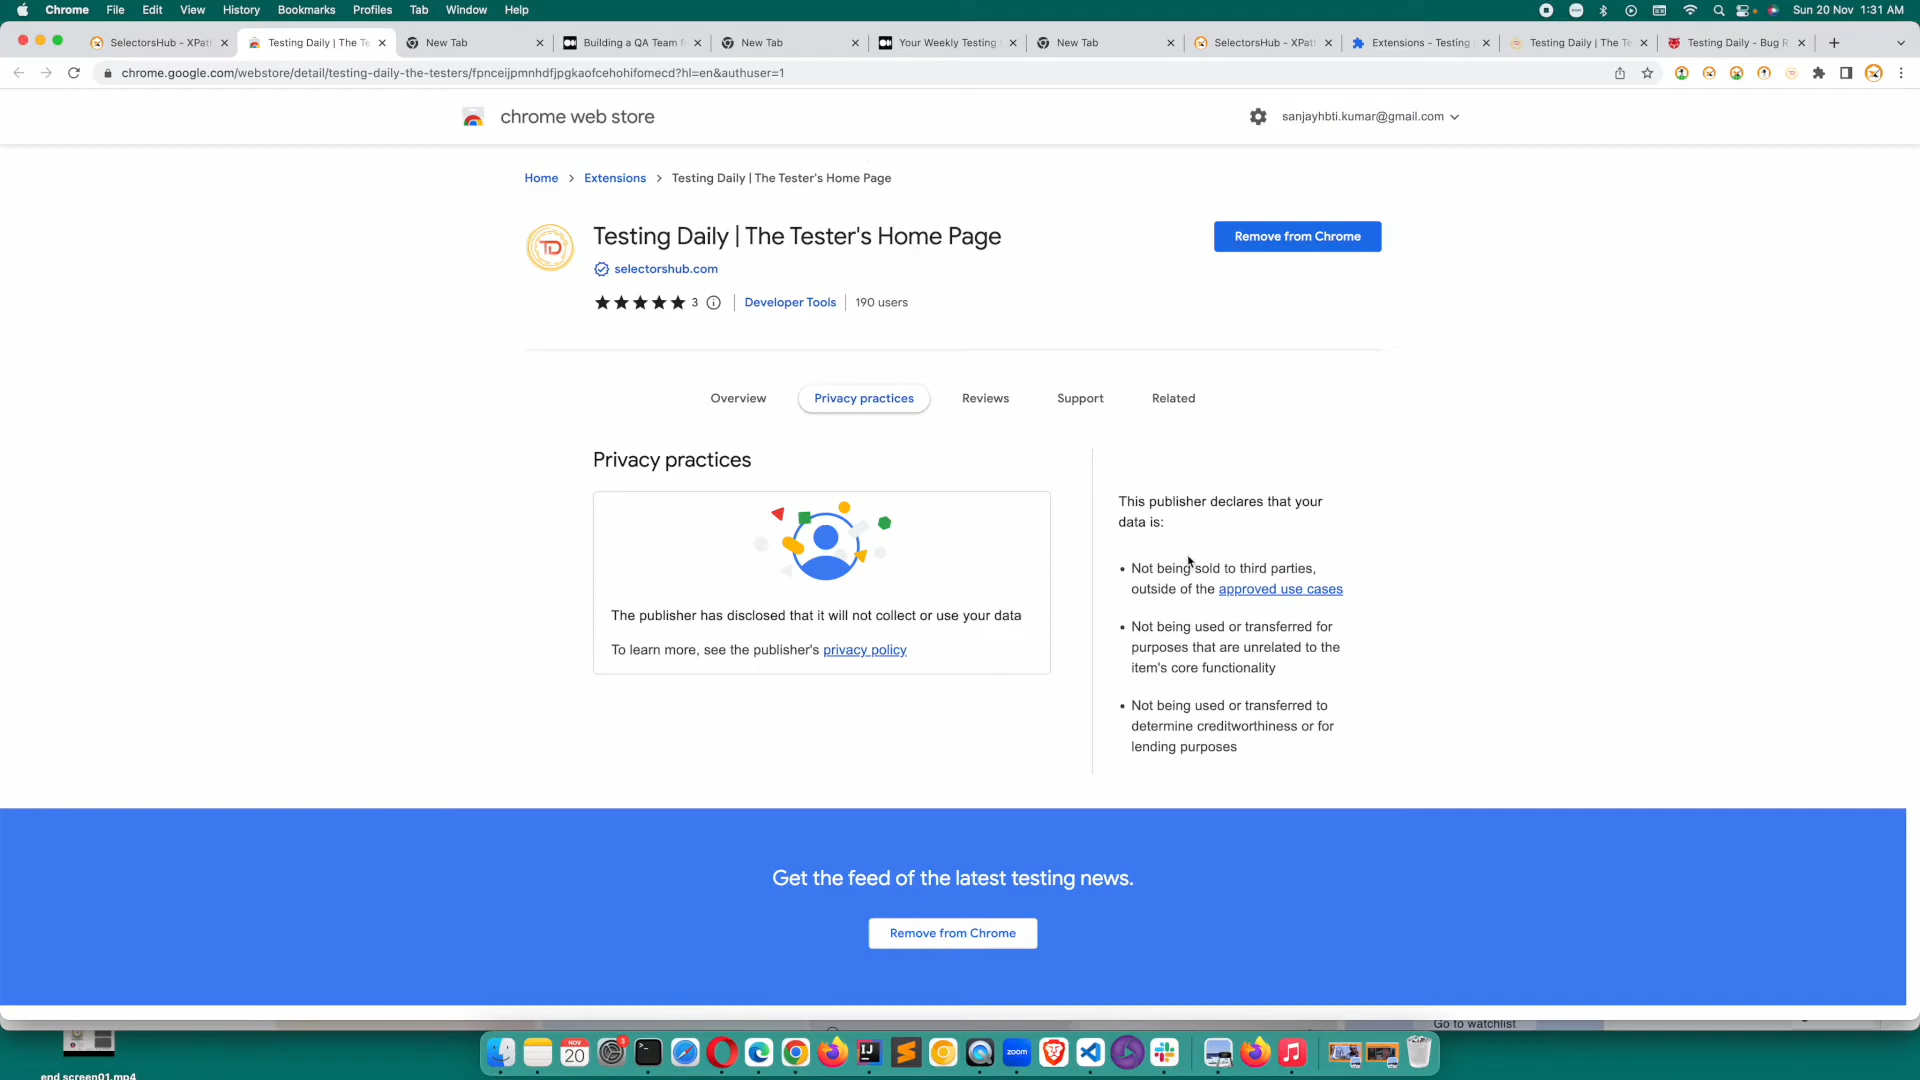 Chrome File Edit View History Bookmarks Profiles Tab Window Help
Sun 20 Nov 1:31 AM
SelectorsHub - XPat
Testing Daily | The Te
New Tab
Building a QA Team f
New Tab
Your Weekly Testing
New Tab
SelectorsHub - XPat
Extensions - Testing
Testing Daily | The Te
Testing Daily - Bug R
chrome.google.com/webstore/detail/testing-daily-the-testers/fpnceijpmnhdfjpgkaofcehohifomecd?hl=en&authuser=1
chrome web store
sanjayhbti.kumar@gmail.com
Home > Extensions > Testing Daily | The Tester's Home Page
TD
Testing Daily | The Tester's Home Page
Remove from Chrome
selectorshub.com
3
Developer Tools
190 users
Overview
Privacy practices
Reviews
Support
Related
Privacy practices
The publisher has disclosed that it will not collect or use your data
To learn more, see the publisher's privacy policy
This publisher declares that your
data is:
• Not being sold to third parties,
outside of the approved use cases
• Not being used or transferred for
purposes that are unrelated to the
item's core functionality
• Not being used or transferred to
determine creditworthiness or for
lending purposes
Get the feed of the latest testing news.
Remove from Chrome
Go to watchlist
NOV
20
3
IJ
zoom
end screen01.mp4